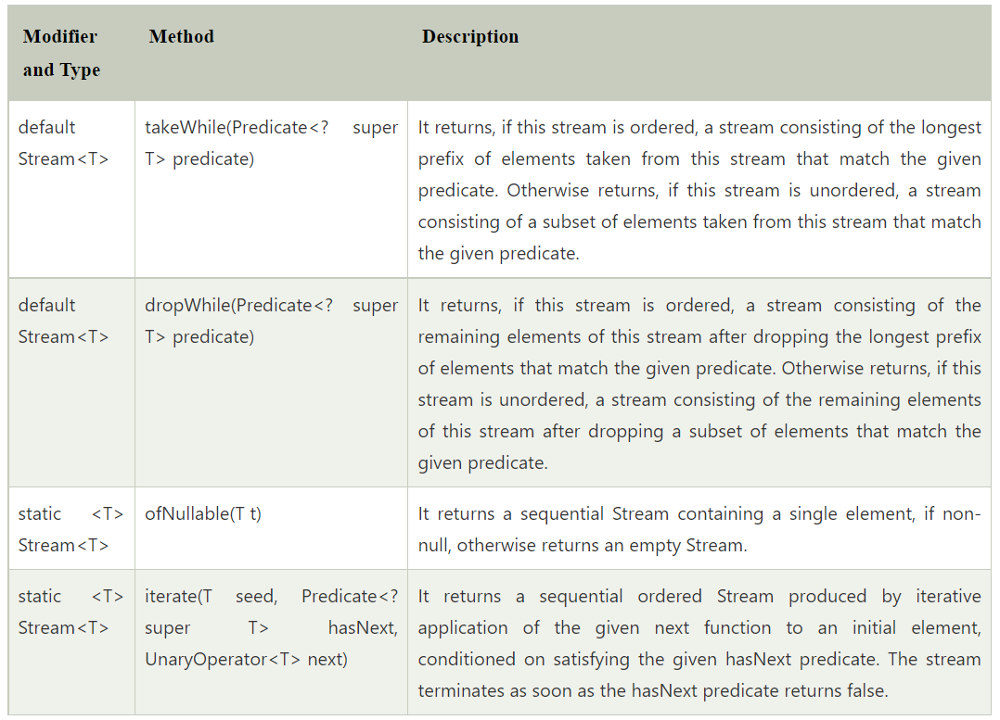 Modifier and Type
Method
Description
default
Stream<T>
takeWhile(Predicate<? super
T> predicate)
It returns, if this stream is ordered, a stream consisting of the longest
prefix of elements taken from this stream that match the given
predicate. Otherwise returns, if this stream is unordered, a stream
consisting of a subset of elements taken from this stream that match
the given predicate.
default
Stream<T>
dropWhile(Predicate<? super
T> predicate)
It returns, if this stream is ordered, a stream consisting of the
remaining elements of this stream after dropping the longest prefix
of elements that match the given predicate. Otherwise returns, if this
stream is unordered, a stream consisting of the remaining elements
of this stream after dropping a subset of elements that match the
given predicate.
static <T>
Stream<T>
ofNullable(T t)
It returns a sequential Stream containing a single element, if non-
null, otherwise returns an empty Stream.
static <T>
Stream<T>
iterate(T seed, Predicate<?
super T> hasNext,
UnaryOperator<T> next)
It returns a sequential ordered Stream produced by iterative
application of the given next function to an initial element,
conditioned on satisfying the given hasNext predicate. The stream
terminates as soon as the hasNext predicate returns false.